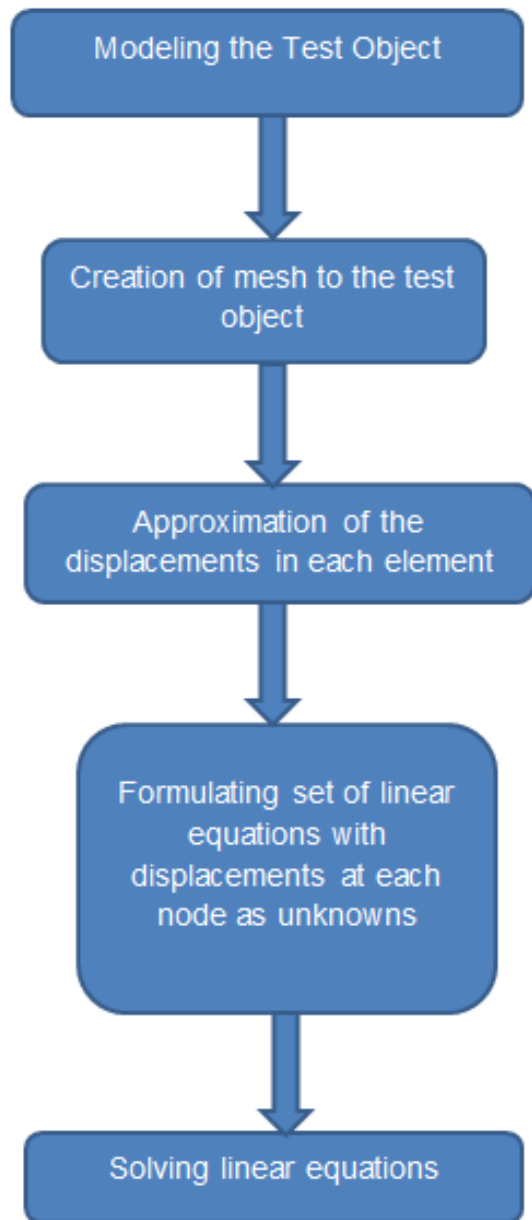 Modeling the Test Object
Creation of mesh to the test
object
Approximation of the
displacements in each element
Formulating set of linear
equations with
displacements at each
node as unknowns
Solving linear equations